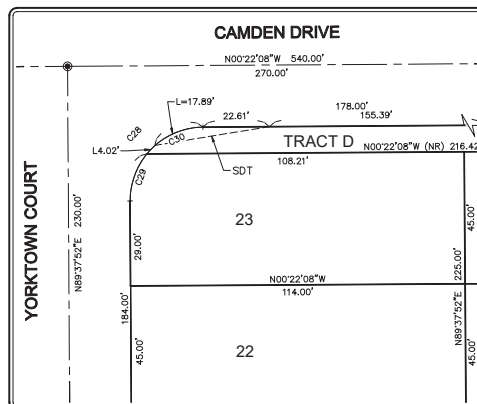 CAMDEN DRIVE
N00°22'08"W 540.00'
270.00'
L=17.89'
22.61'
178.00'
155.39'
C28
C30
TRACT D
L4.02'
SDT
N00°22'08"W (NR) 216.42
108.21'
C29
YORKTOWN COURT
N89°37'52"E 230.00'
23
29.00'
45.00'
N00°22'08"W
114.00'
184.00'
N89°37'52"E 225.00'
22
45.00'
45.00'